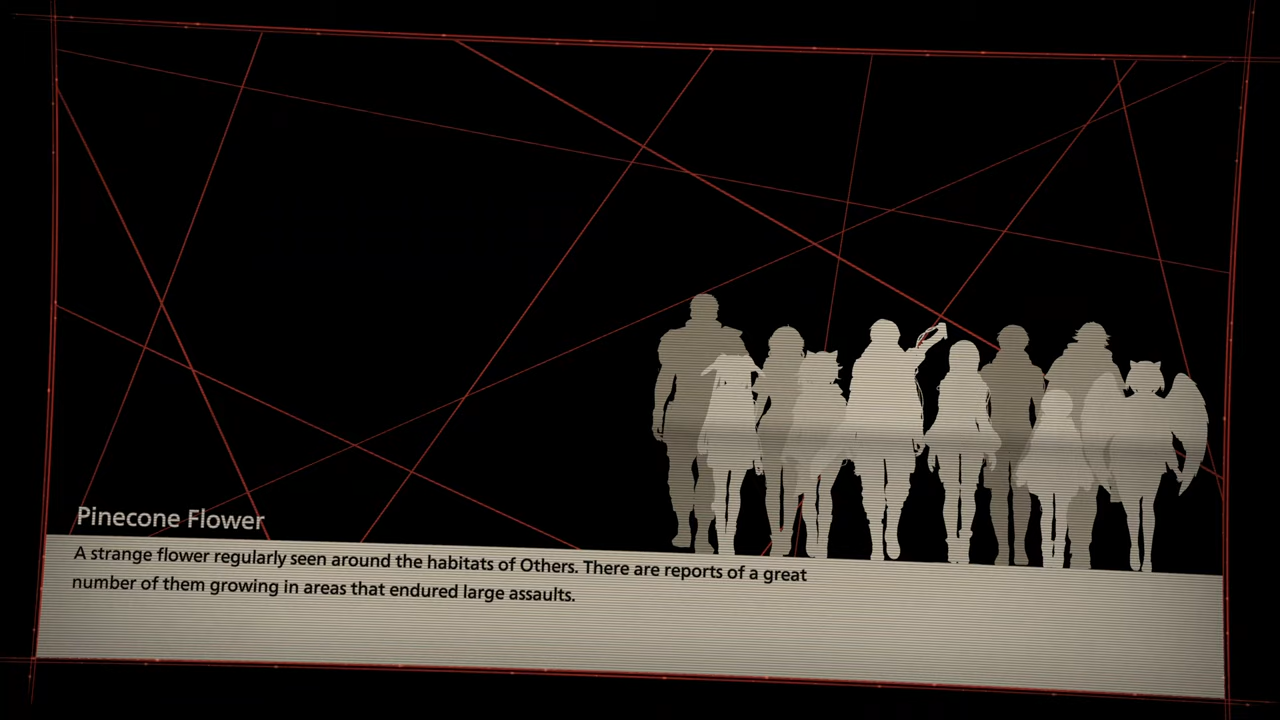 Pinecone Flower
A strange flower regularly seen around the habitats of Others. There are reports of a great
number of them growing in areas that endured large assaults.